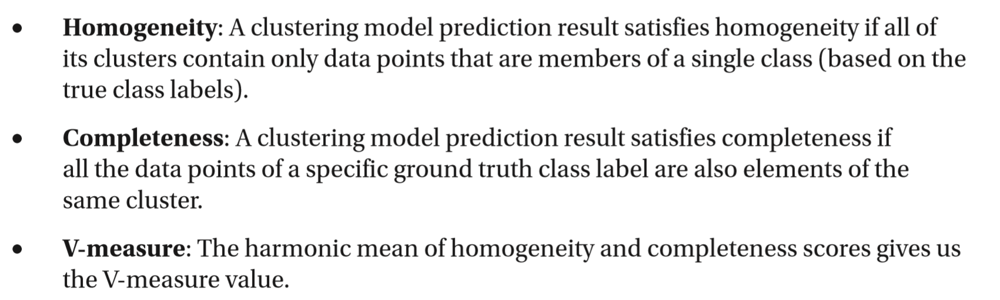 • Homogeneity: A clustering model prediction result satisfies homogeneity if all of
its clusters contain only data points that are members of a single class (based on the
true class labels).
• Completeness: A clustering model prediction result satisfies completeness if
all the data points of a specific ground truth class label are also elements of the
same cluster.
• V-measure: The harmonic mean of homogeneity and completeness scores gives us
the V-measure value.